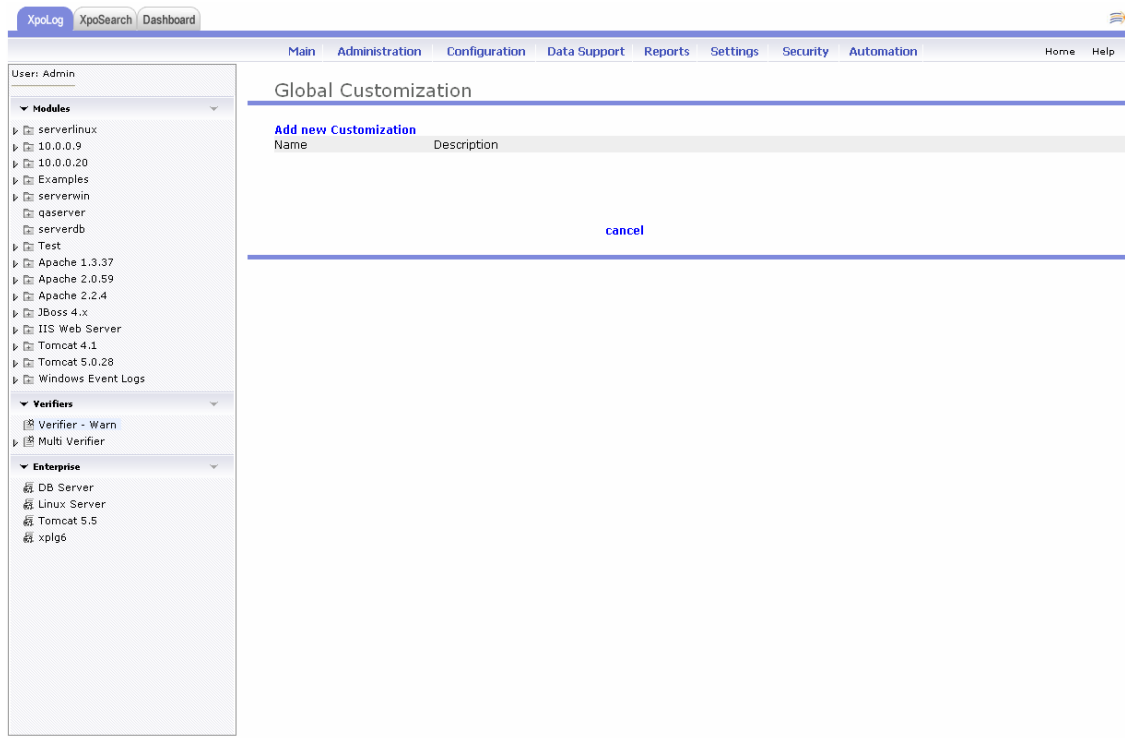 XpoLog XpoSearch Dashboard
Main Administration Configuration Data Support Reports Settings Security Automation Home Help
User: Admin
Global Customization
Modules
Add new Customization
Name Description
serverlinux
10.0.0.9
10.0.0.20
Examples
serverwin
qaserver
serverdb
cancel
Test
Apache 1.3.37
Apache 2.0.59
Apache 2.2.4
JBoss 4.x
IIS Web Server
Tomcat 4.1
Tomcat 5.0.28
Windows Event Logs
Verifiers
Verifier - Warn
Multi Verifier
Enterprise
DB Server
Linux Server
Tomcat 5.5
xplg6